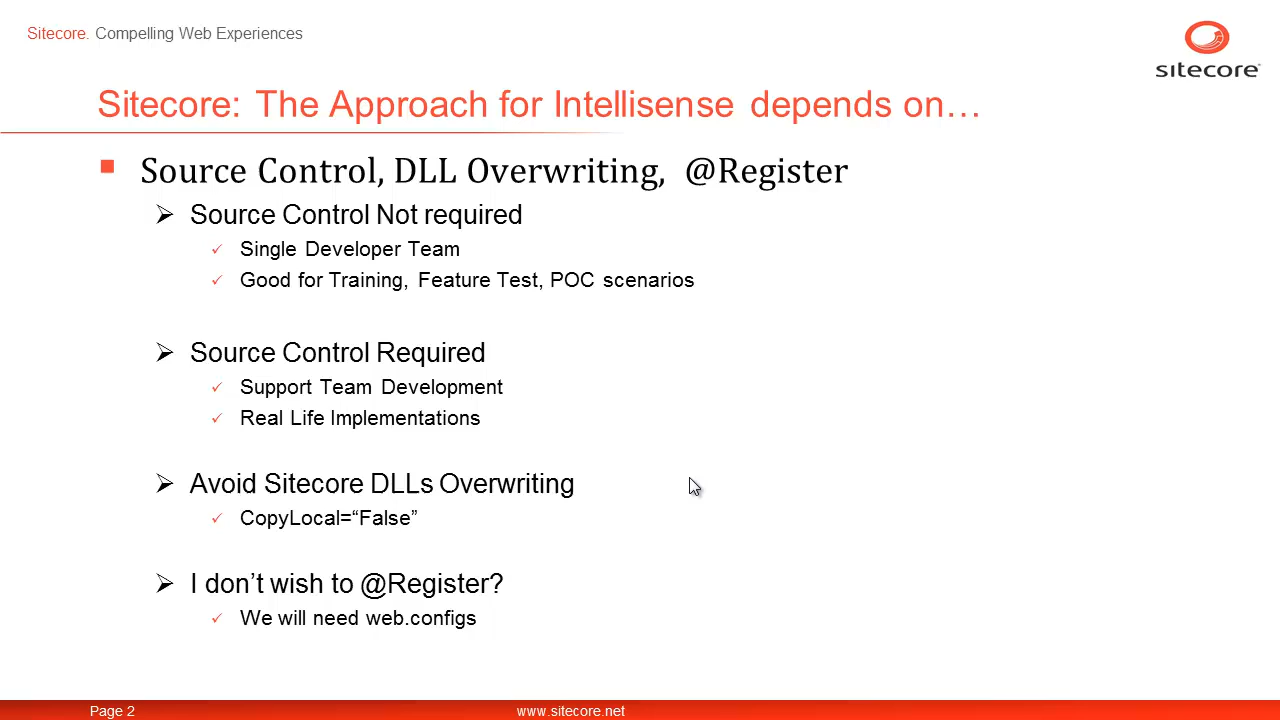 Sitecore. Compelling Web Experiences
sitecore
Sitecore: The Approach for Intellisense depends on…
Source Control, DLL Overwriting, @Register
Source Control Not required
Single Developer Team
Good for Training, Feature Test, POC scenarios
Source Control Required
Support Team Development
Real Life Implementations
Avoid Sitecore DLLs Overwriting
CopyLocal=“False”
I don’t wish to @Register?
We will need web.configs
Page 2
www.sitecore.net